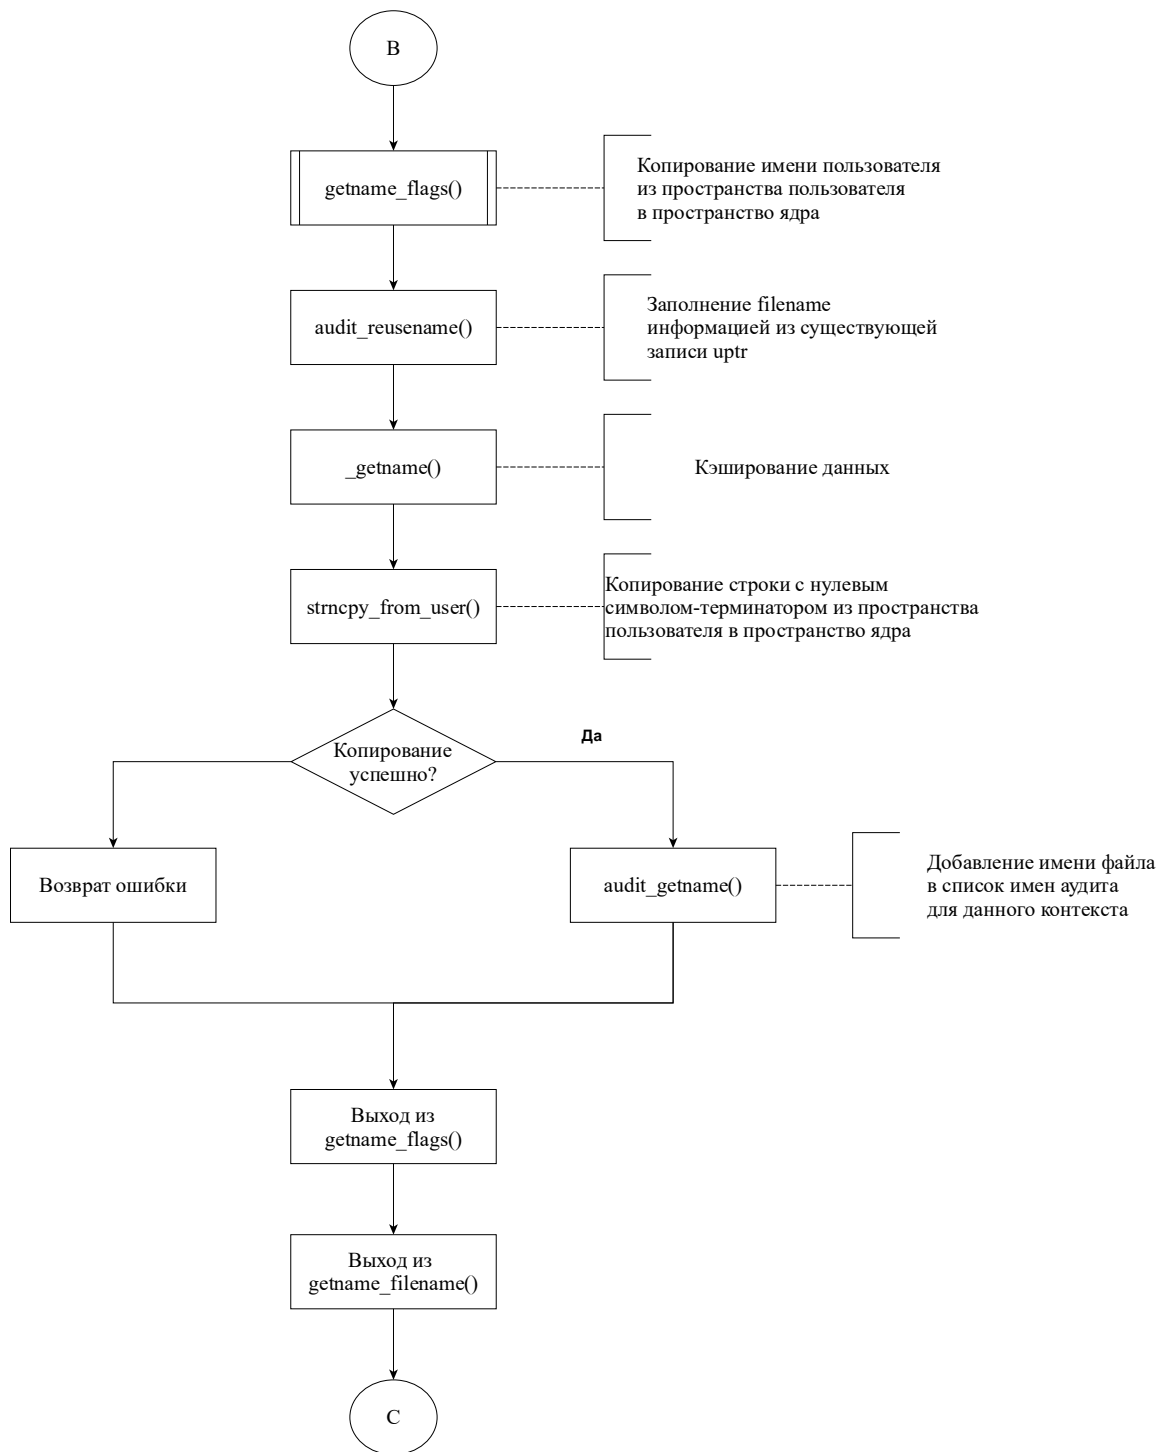 B
getname_flags()
Копирование имени пользователя
из пространства пользователя
в пространство ядра
audit_reusename()
Заполнение filename
информацией из существующей
записи uptr
_getname()
Кэширование данных
strncpy_from_user()
Копирование строки с нулевым
символом-терминатором из пространства
пользователя в пространство ядра
Копирование
успешно?
Да
Возврат ошибки
audit_getname()
Добавление имени файла
в список имен аудита
для данного контекста
Выход из
getname_flags()
Выход из
getname_filename()
C